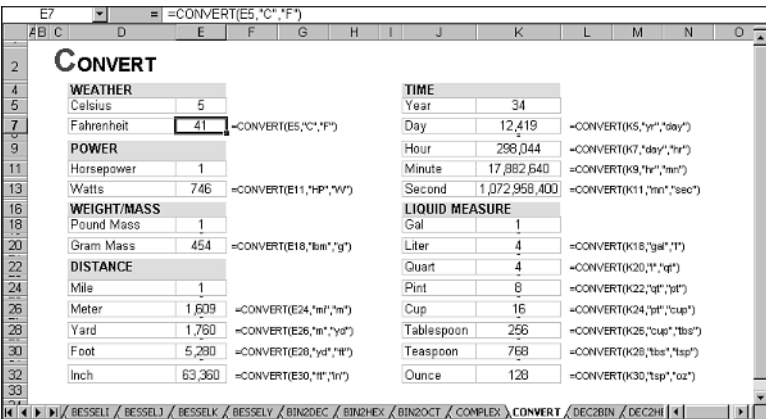 E7 = =CONVERT(E5,"C","F")
A B C D E F G H I J K L M N O
2 CONVERT
4 WEATHER TIME
5 Celsius 5 Year 34
7 Fahrenheit 41 =CONVERT(E5,"C","F") Day 12,419 =CONVERT(K5,"yr","day")
9 POWER Hour 298,044 =CONVERT(K7,"day","hr")
11 Horsepower 1 Minute 17,882,640 =CONVERT(K9,"hr","mn")
13 Watts 746 =CONVERT(E11,"HP","W") Second 1,072,958,400 =CONVERT(K11,"mn","sec")
16 WEIGHT/MASS LIQUID MEASURE
18 Pound Mass 1 Gal 1
20 Gram Mass 454 =CONVERT(E18,"lbm","g") Liter 4 =CONVERT(K18,"gal","l")
22 DISTANCE Quart 4 =CONVERT(K20,"l","qt")
24 Mile 1 Pint 8 =CONVERT(K22,"qt","pt")
26 Meter 1,609 =CONVERT(E24,"mi","m") Cup 16 =CONVERT(K24,"pt","cup")
28 Yard 1,760 =CONVERT(E26,"m","yd") Tablespoon 256 =CONVERT(K26,"cup","tbs")
30 Foot 5,280 =CONVERT(E28,"yd","ft") Teaspoon 768 =CONVERT(K28,"tbs","tsp")
32 Inch 63,360 =CONVERT(E30,"ft","in") Ounce 128 =CONVERT(K30,"tsp","oz")
33
BESSELI BESSELJ BESSELK BESSELY BIN2DEC BIN2HEX BIN2OCT COMPLEX CONVERT DEC2BIN DEC2HE